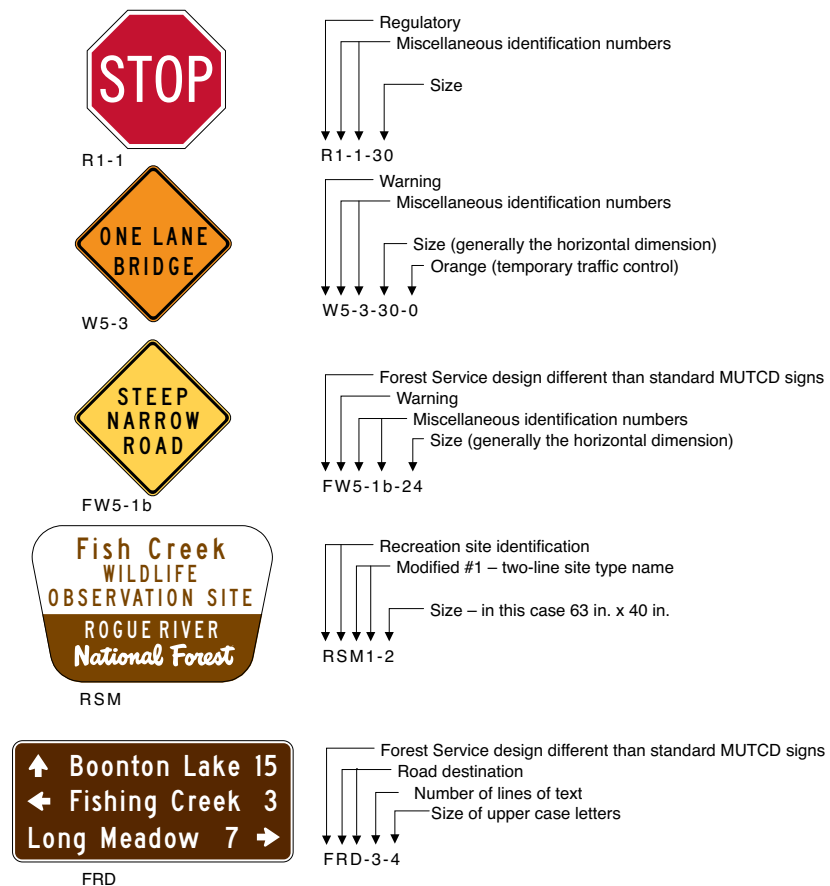 STOP
R1-1
Regulatory
Miscellaneous identification numbers
Size
R1-1-30
ONE LANE
BRIDGE
W5-3
Warning
Miscellaneous identification numbers
Size (generally the horizontal dimension)
Orange (temporary traffic control)
W5-3-30-0
STEEP
NARROW
ROAD
FW5-1b
Forest Service design different than standard MUTCD signs
Warning
Miscellaneous identification numbers
Size (generally the horizontal dimension)
FW5-1b-24
Fish Creek
WILDLIFE
OBSERVATION SITE
ROGUE RIVER
National Forest
RSM
Recreation site identification
Modified #1 – two-line site type name
Size – in this case 63 in. x 40 in.
RSM1-2
Boonton Lake 15
Fishing Creek 3
Long Meadow 7
FRD
Forest Service design different than standard MUTCD signs
Road destination
Number of lines of text
Size of upper case letters
FRD-3-4